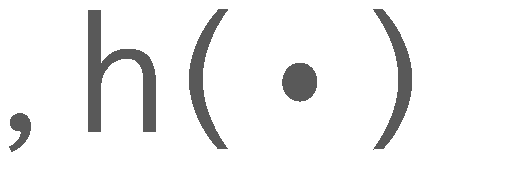 , h( • )